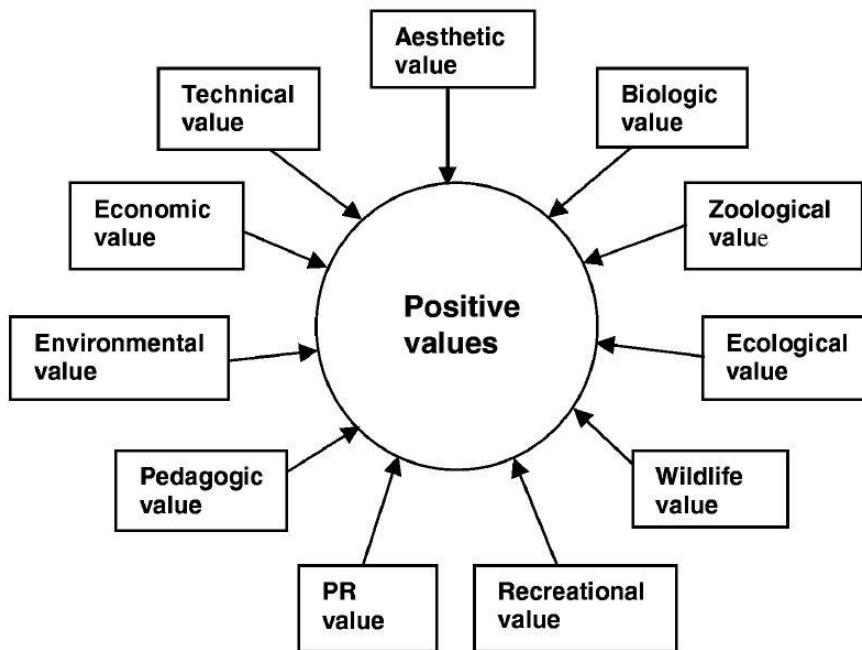 Aesthetic
value
Technical
value
Biologic
value
Economic
value
Zoological
value
Positive
values
Environmental
value
Ecological
value
Pedagogic
value
Wildlife
value
PR
value
Recreational
value